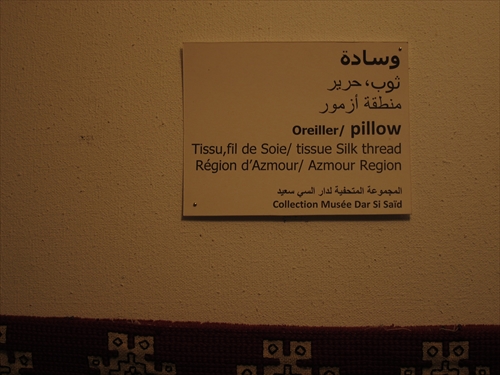 وسادة
ثوب، حرير
منطقة أزمور
Oreiller/ pillow
Tissu,fil de Soie/ tissue Silk thread
Région d'Azmour/ Azmour Region
المجموعة المتحفية لدار السي سعيد
Collection Musée Dar Si Saïd